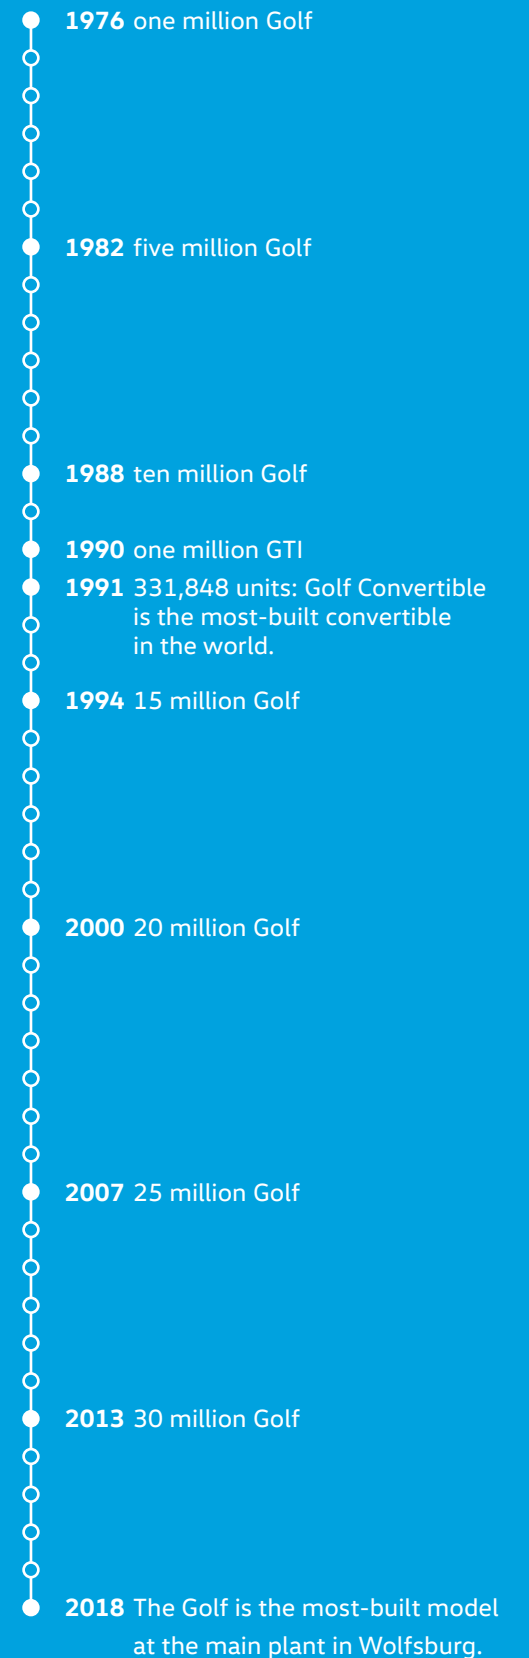 1976 one million Golf
1982 five million Golf
1988 ten million Golf
1990 one million GTI
1991 331,848 units: Golf Convertible
is the most-built convertible
in the world.
1994 15 million Golf
2000 20 million Golf
2007 25 million Golf
2013 30 million Golf
2018 The Golf is the most-built model
at the main plant in Wolfsburg.